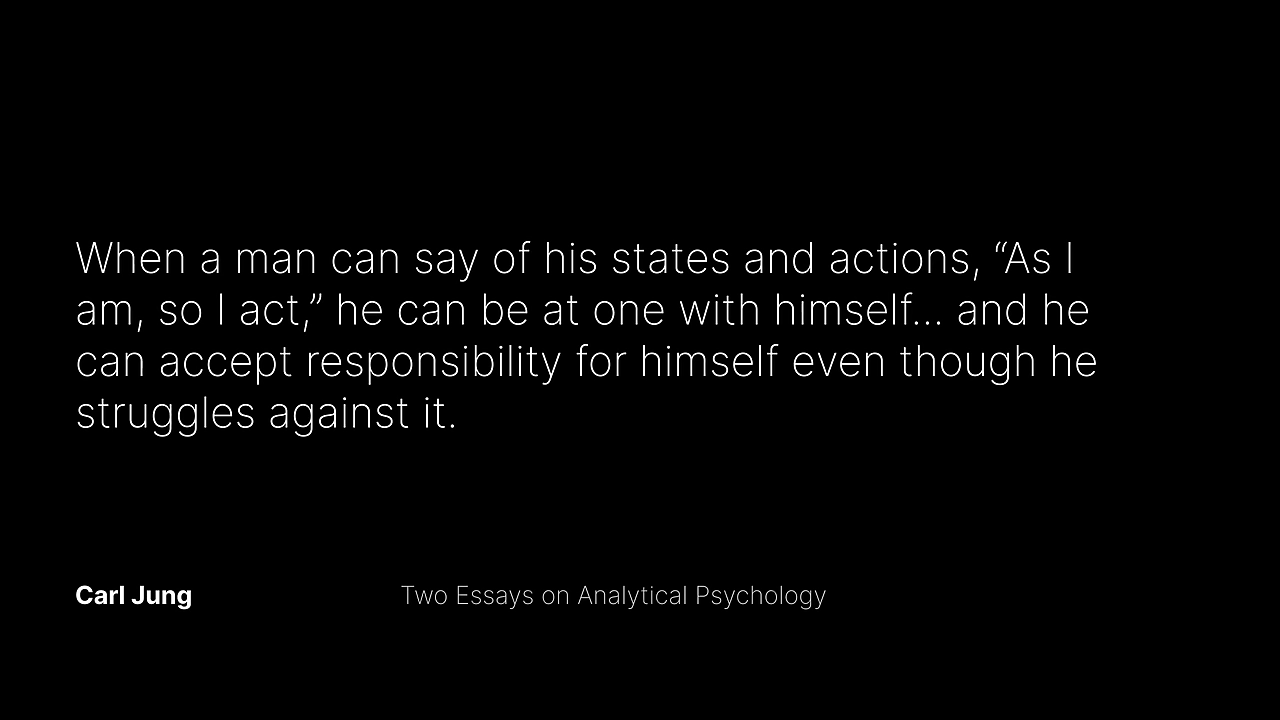 When a man can say of his states and actions, “As I
am, so I act,” he can be at one with himself... and he
can accept responsibility for himself even though he
struggles against it.
Carl Jung Two Essays on Analytical Psychology